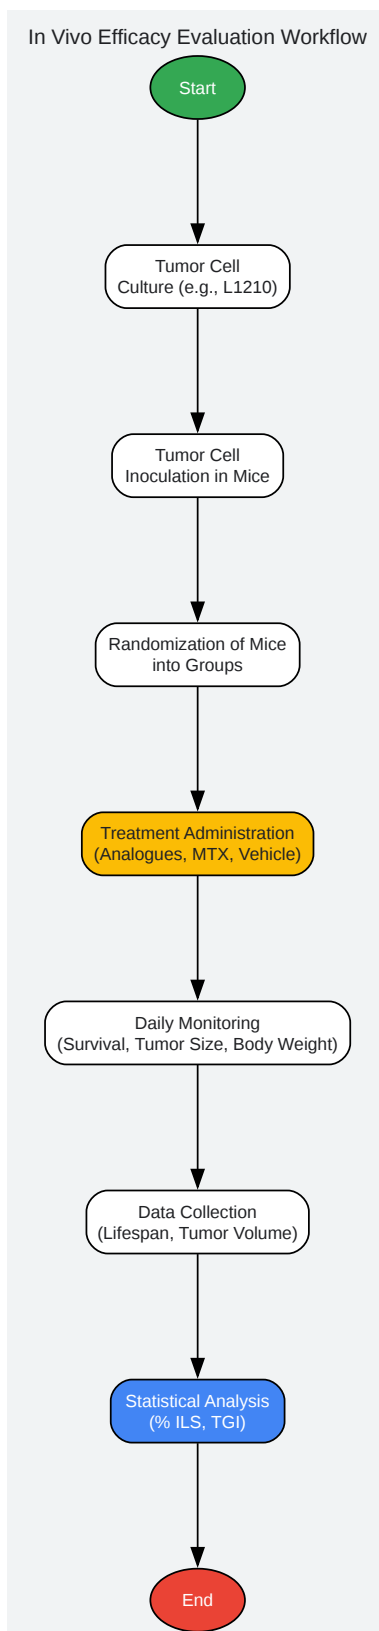 In Vivo Efficacy Evaluation Workflow
Start
Tumor Cell
Culture (e.g., L1210)
Tumor Cell
Inoculation in Mice
Randomization of Mice
into Groups
Treatment Administration
(Analogues, MTX, Vehicle)
Daily Monitoring
(Survival, Tumor Size, Body Weight)
Data Collection
(Lifespan, Tumor Volume)
Statistical Analysis
(% ILS, TGI)
End